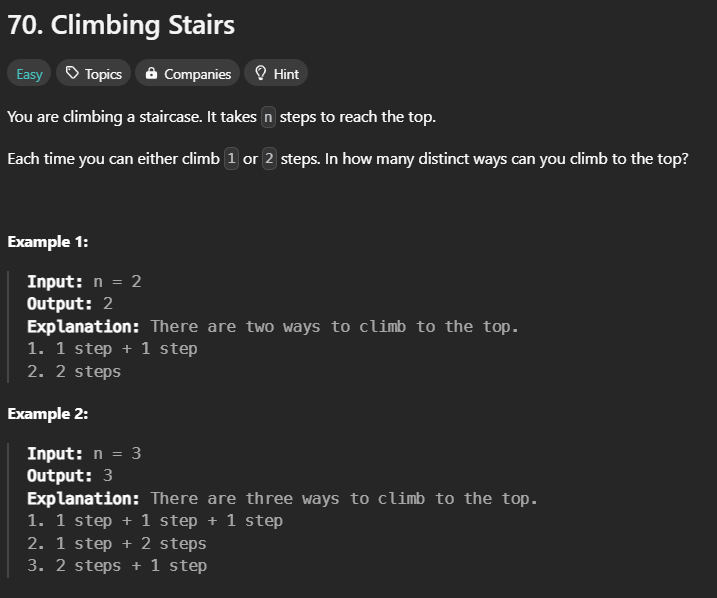 70. Climbing Stairs
Easy Topics Companies Hint
You are climbing a staircase. It takes n steps to reach the top.
Each time you can either climb 1 or 2 steps. In how many distinct ways can you climb to the top?
Example 1:
Input: n = 2
Output: 2
Explanation: There are two ways to climb to the top.
1. 1 step + 1 step
2. 2 steps
Example 2:
Input: n = 3
Output: 3
Explanation: There are three ways to climb to the top.
1. 1 step + 1 step + 1 step
2. 1 step + 2 steps
3. 2 steps + 1 step